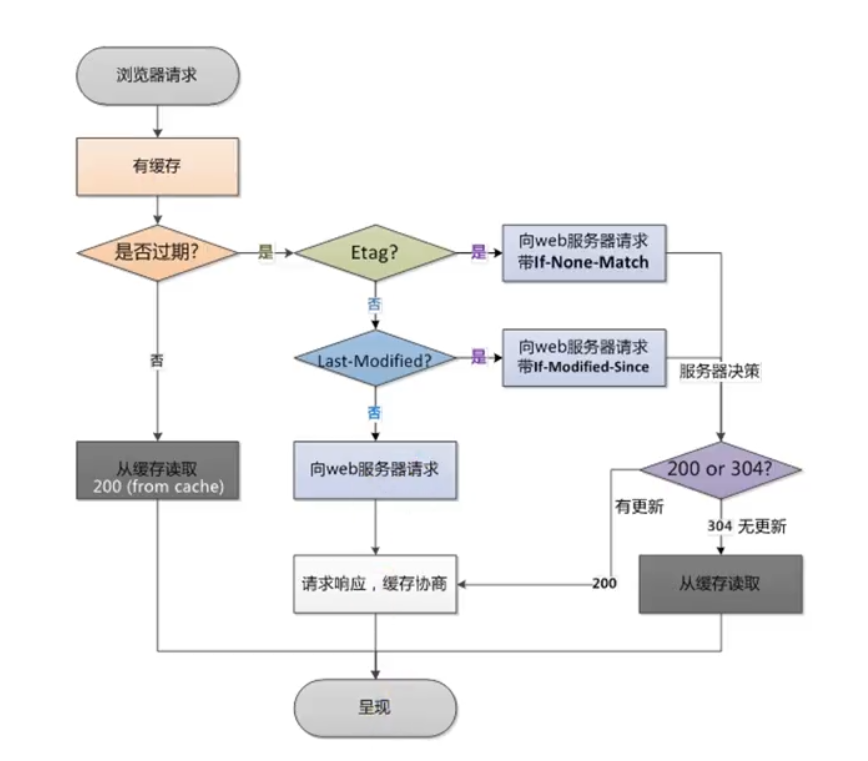 浏览器请求
有缓存
是否过期?
是
Etag?
是
向web服务器请求
带If-None-Match
否
否
Last-Modified?
是
向web服务器请求
带If-Modified-Since
服务器决策
否
从缓存读取
200 (from cache)
向web服务器请求
200 or 304?
有更新
304 无更新
请求响应，缓存协商
200
从缓存读取
呈现